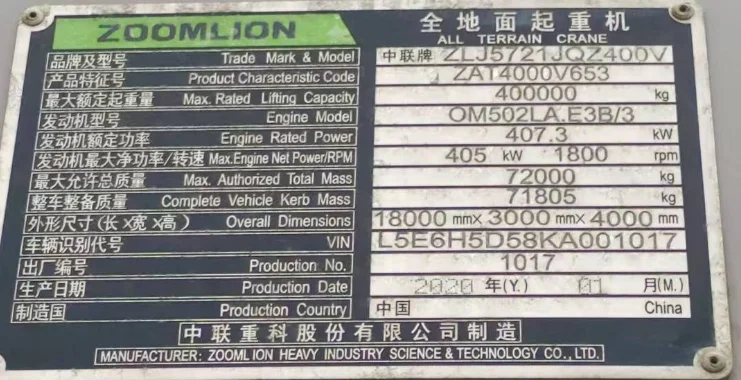 ZOOMLION 全地面起重机
ALL TERRAIN CRANE
品牌及型号 Trade Mark & Model 中联牌 ZLJ5721JQZ400V
产品特征号 Product Characteristic Code ZAT4000V653
最大额定起重量 Max. Rated Lifting Capacity 400000 kg
发动机型号 Engine Model OM502LA.E3B/3
发动机额定功率 Engine Rated Power 407.3 kW
发动机最大净功率/转速 Max.Engine Net Power/RPM 405 kW 1800 rpm
最大允许总质量 Max. Authorized Total Mass 72000 kg
整车整备质量 Complete Vehicle Kerb Mass 71805 kg
外形尺寸(长X宽X高) Overall Dimensions 18000 mm× 3000 mm× 4000 mm
车辆识别代号 VIN L5E6H5D58KA001017
出厂编号 Production No. 1017
生产日期 Production Date 2020 年(Y.) 01 月(M.)
制造国 Production Country 中国 China
中联重科股份有限公司制造
MANUFACTURER: ZOOMLION HEAVY INDUSTRY SCIENCE & TECHNOLOGY CO., LTD.